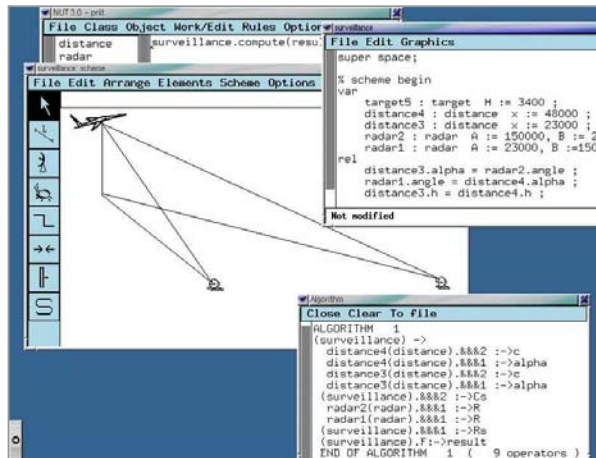 NUT 3.0 - priit
File Class Object Work/Edit Rules Option
distance
radar
surveillance.compute(resul
surveillance: scheme
File Edit Arrange Elements Scheme Options
surveillance
File Edit Graphics
super space;
% scheme begin
var
target5 : target H := 3400 ;
distance4 : distance x := 48000 ;
distance3 : distance x := 23000 ;
radar2 : radar A := 150000, B := 2
radar1 : radar A := 23000, B :=150
rel
distance3.alpha = radar2.angle ;
radar1.angle = distance4.alpha ;
distance3.h = distance4.h ;
Not modified
Algorithm
Close Clear To file
ALGORITHM 1
(surveillance) ->
distance4(distance).&&&2 :->c
distance4(distance).&&&1 :->alpha
distance3(distance).&&&2 :->c
distance3(distance).&&&1 :->alpha
(surveillance).&&&2 :->Cs
radar2(radar).&&&1 :->R
radar1(radar).&&&1 :->R
(surveillance).&&&1 :->Rs
(surveillance).F:->result
END OF ALGORITHM 1 ( 9 operators )